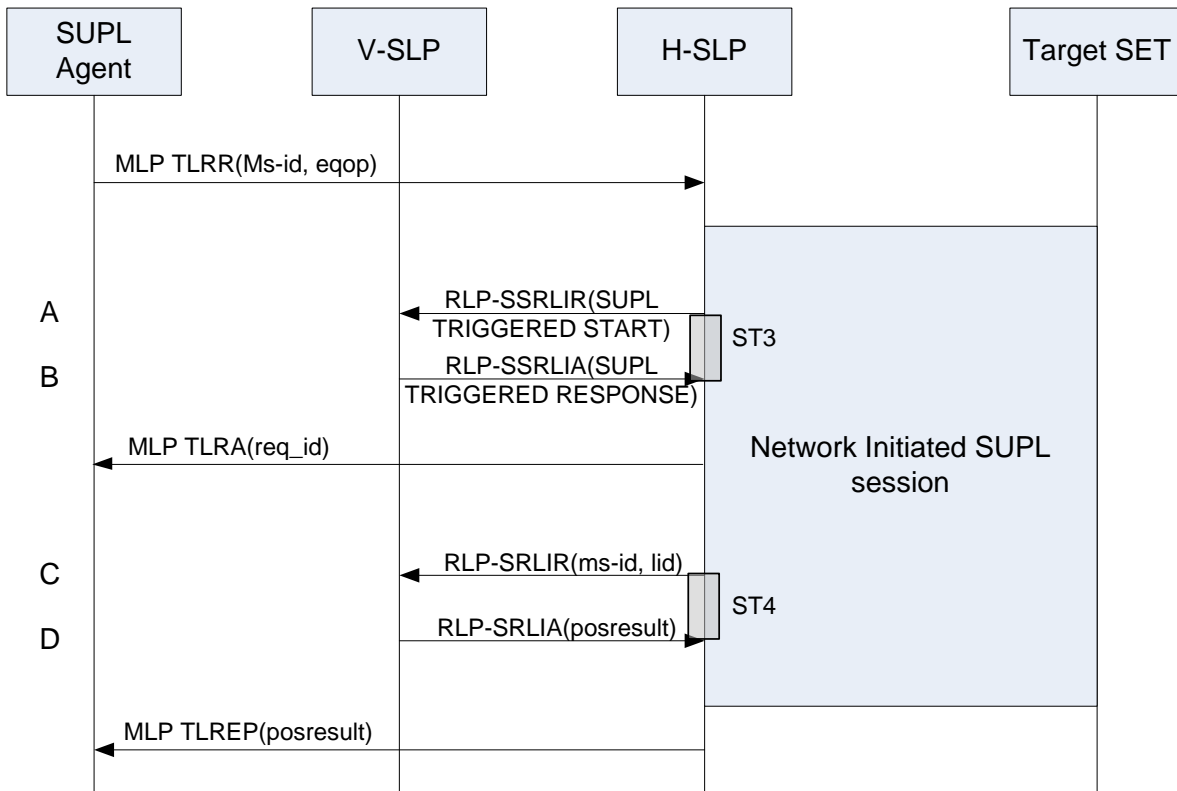 SUPL
Agent
V-SLP
H-SLP
Target SET
MLP TLRR(Ms-id, eqop)
A
RLP-SSRLIR(SUPL
TRIGGERED START)
ST3
B
RLP-SSRLIA(SUPL
TRIGGERED RESPONSE)
MLP TLRA(req_id)
Network Initiated SUPL
session
C
RLP-SRLIR(ms-id, lid)
ST4
D
RLP-SRLIA(posresult)
MLP TLREP(posresult)